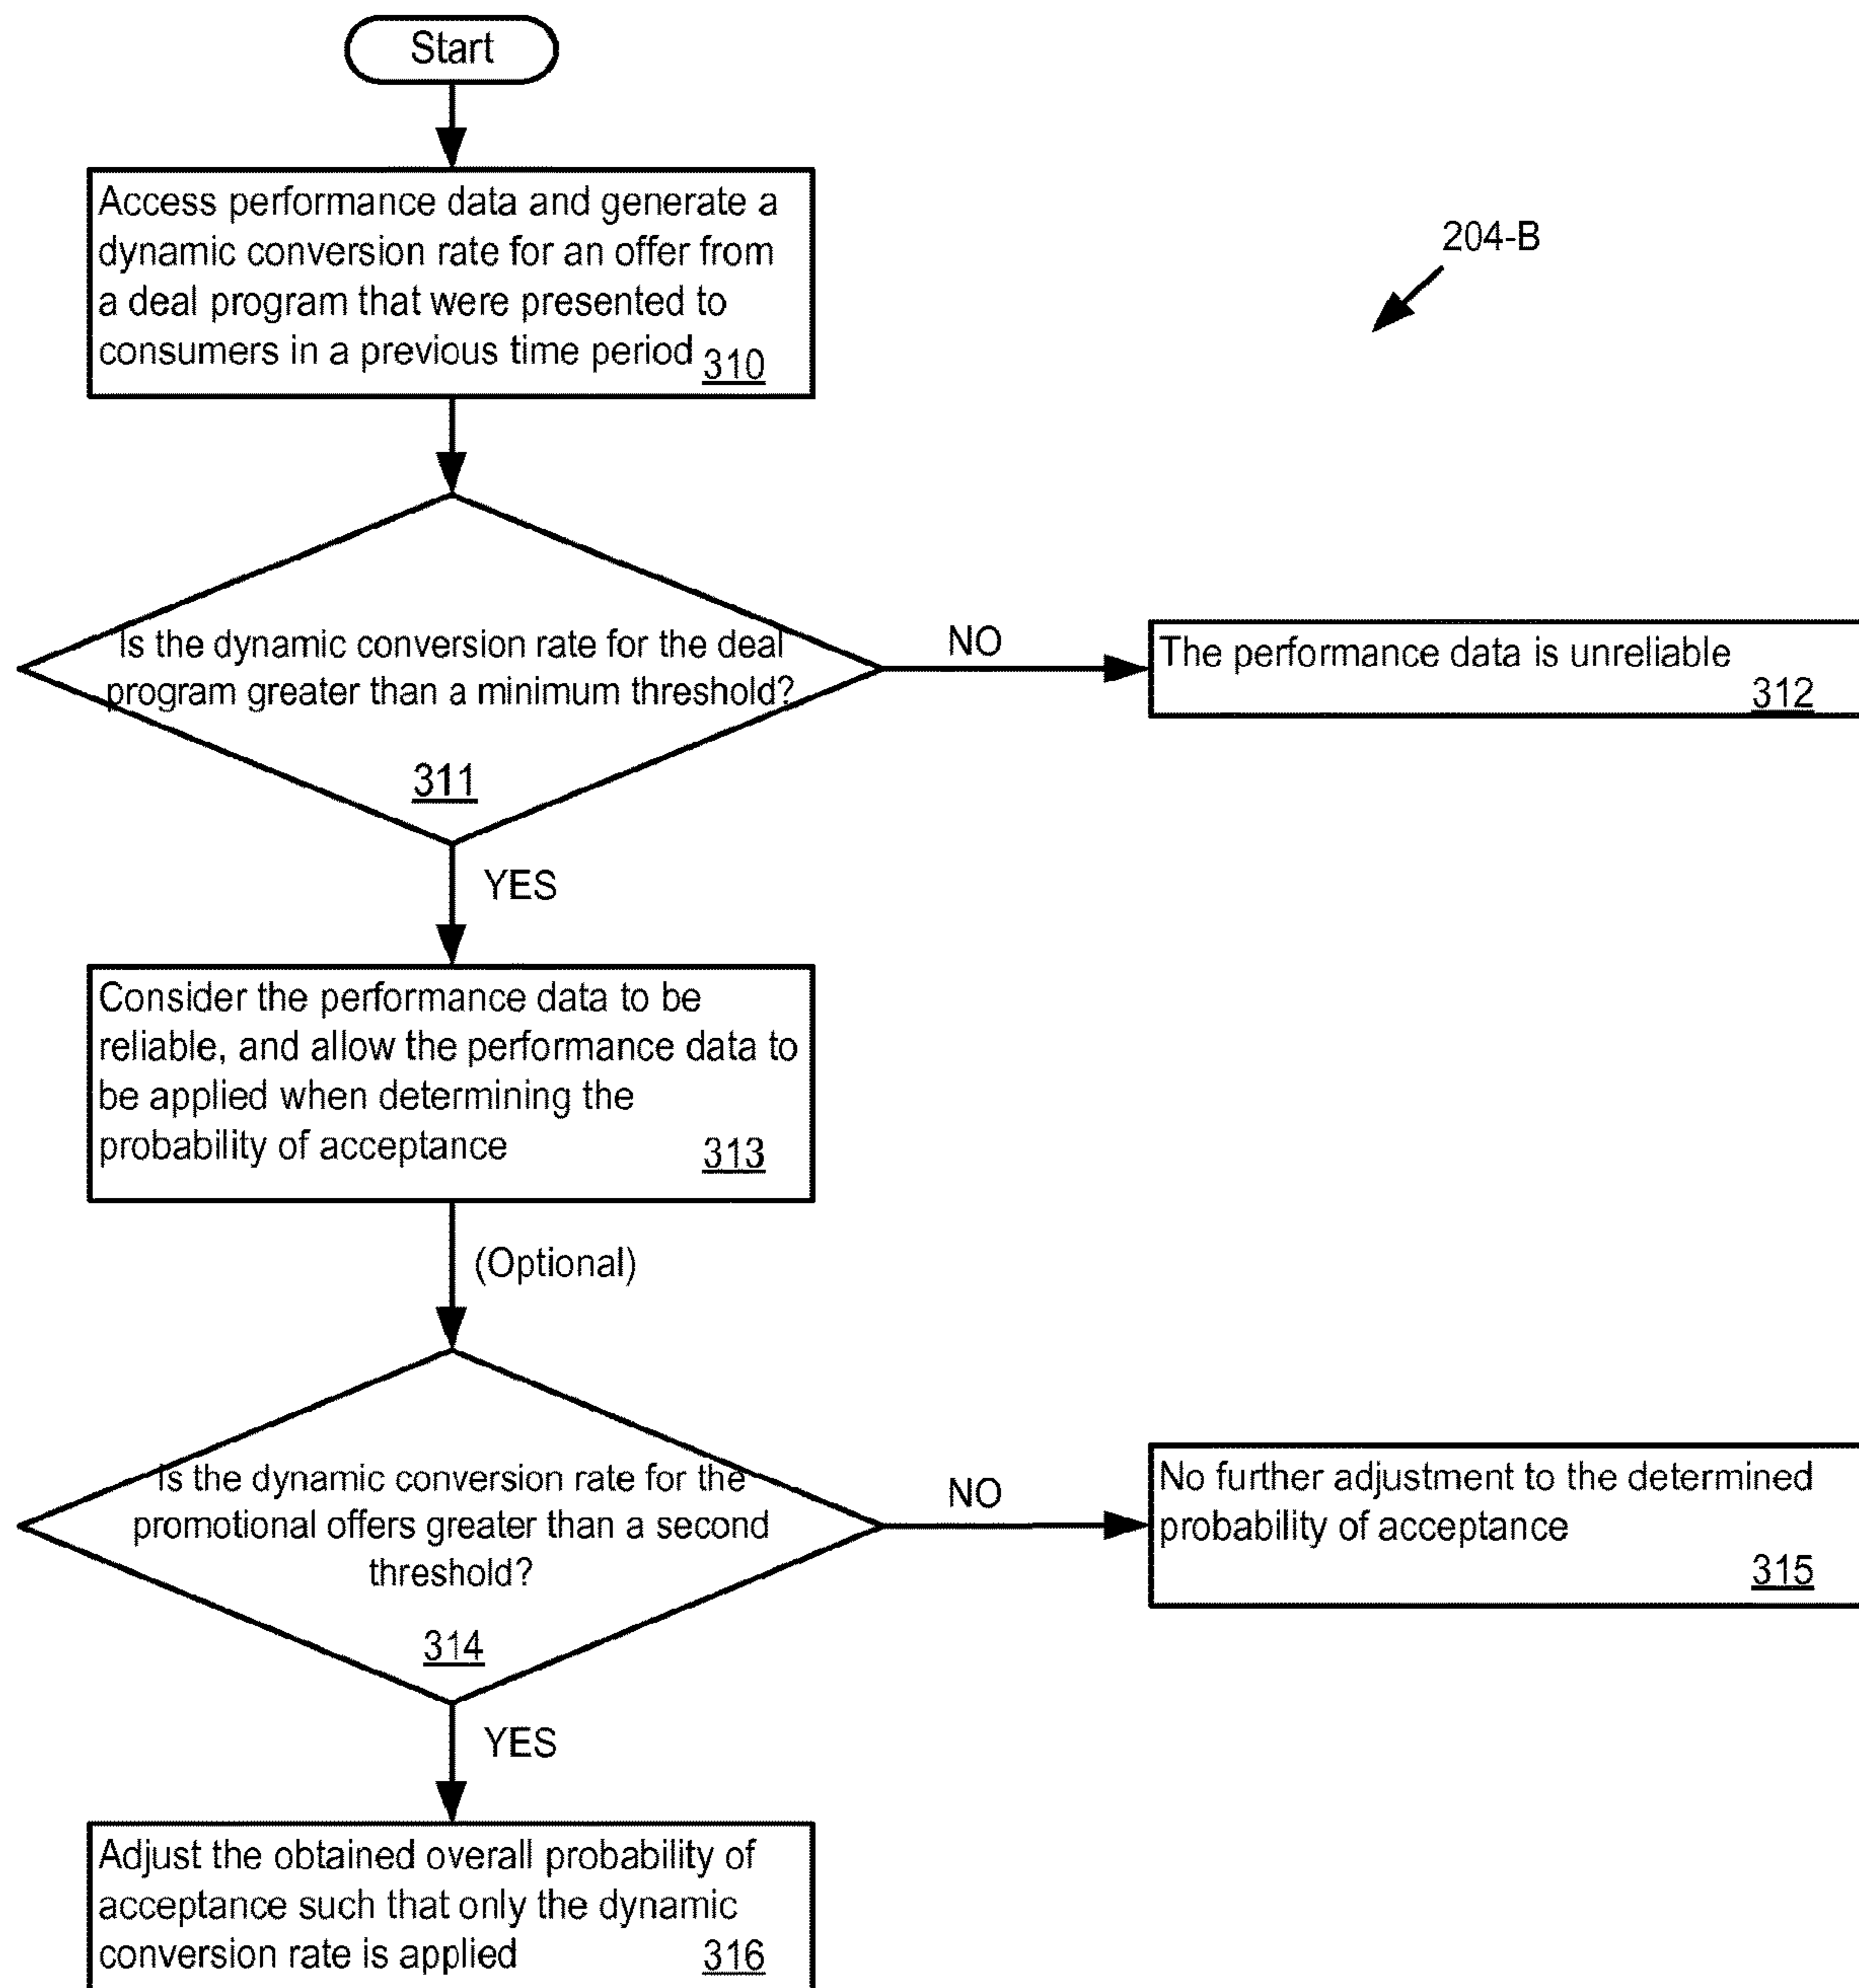 Start
Access performance data and generate a
dynamic conversion rate for an offer from
a deal program that were presented to
consumers in a previous time period 310
204-B
Is the dynamic conversion rate for the deal
program greater than a minimum threshold?
311
NO
The performance data is unreliable
312
YES
Consider the performance data to be
reliable, and allow the performance data to
be applied when determining the
probability of acceptance 313
(Optional)
Is the dynamic conversion rate for the
promotional offers greater than a second
threshold?
314
NO
No further adjustment to the determined
probability of acceptance
315
YES
Adjust the obtained overall probability of
acceptance such that only the dynamic
conversion rate is applied 316